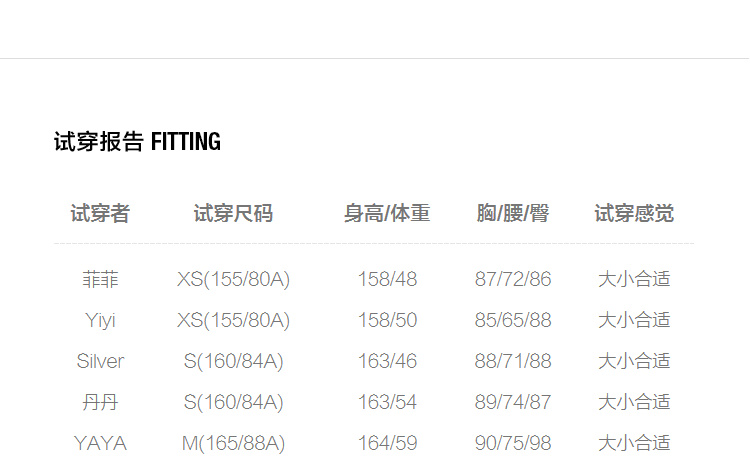 试穿报告 FITTING
试穿者 试穿尺码 身高/体重 胸/腰/臀 试穿感觉
菲菲 XS(155/80A) 158/48 87/72/86 大小合适
Yiyi XS(155/80A) 158/50 85/65/88 大小合适
Silver S(160/84A) 163/46 88/71/88 大小合适
丹丹 S(160/84A) 163/54 89/74/87 大小合适
YAYA M(165/88A) 164/59 90/75/98 大小合适